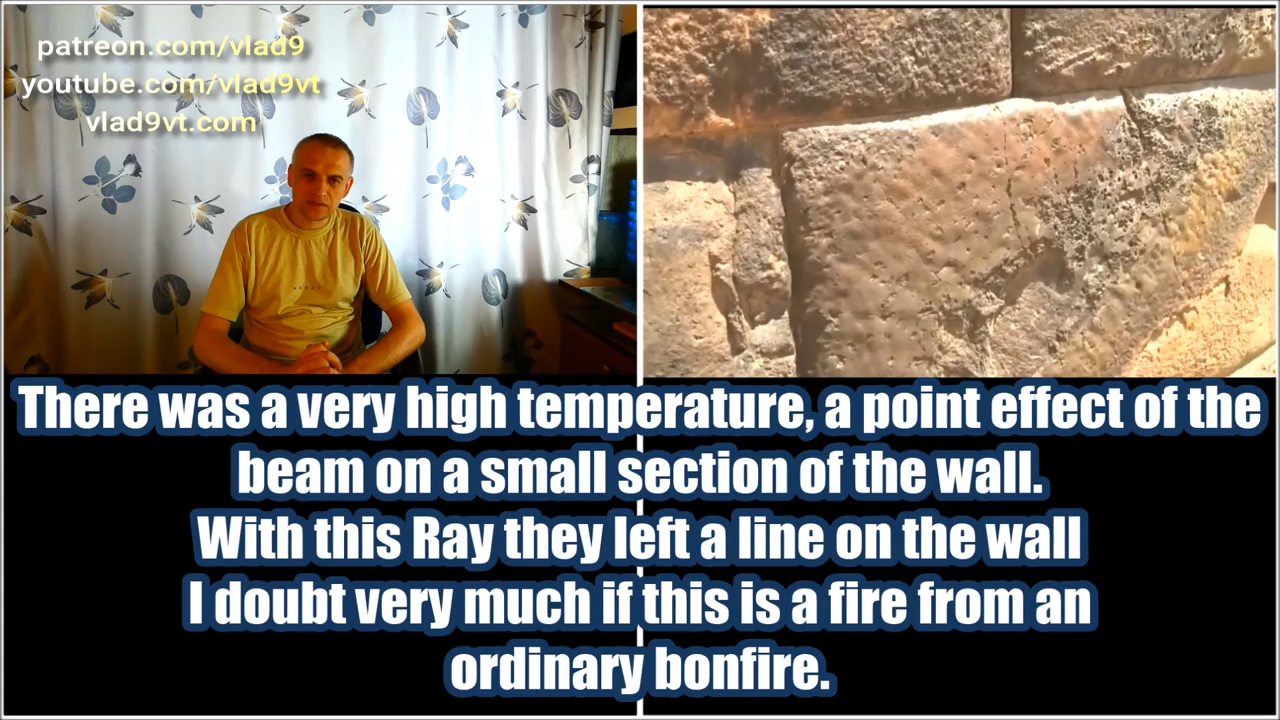 patreon.com/vlad9
youtube.com/vlad9vt
vlad9vt.com
There was a very high temperature, a point effect of the
beam on a small section of the wall.
With this Ray they left a line on the wall
I doubt very much if this is a fire from an
ordinary bonfire.